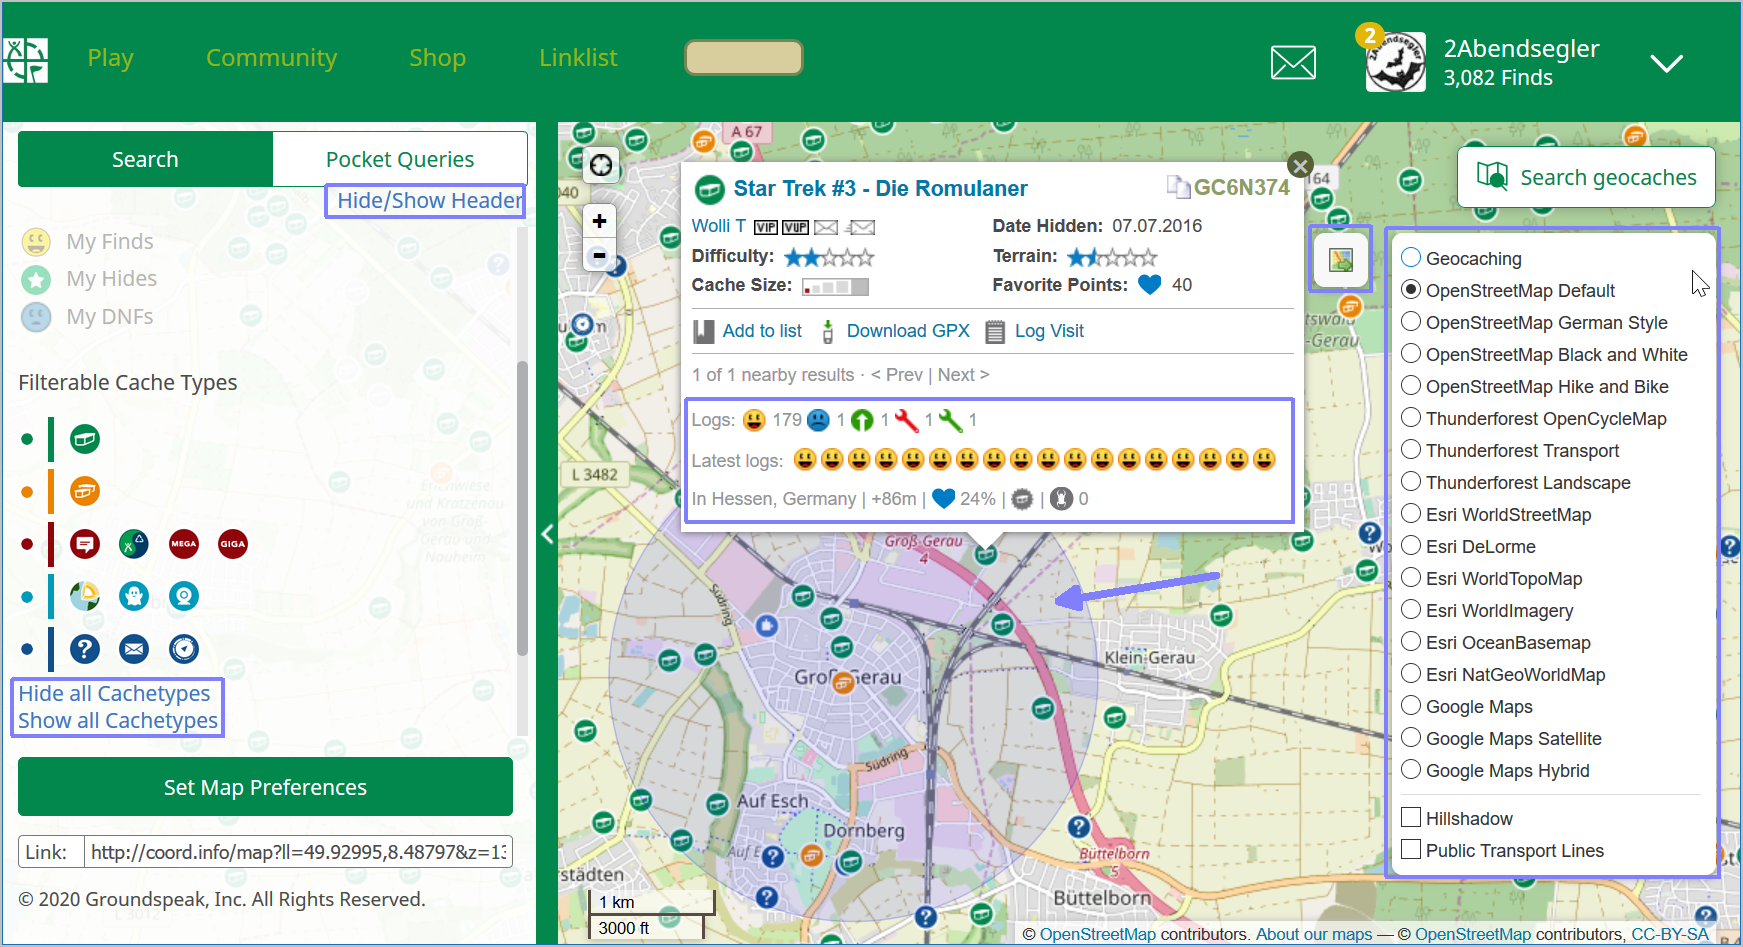 Play Community Shop Linklist
2 2Abendsegler
3,082 Finds
Search Pocket Queries
Hide/Show Header
My Finds
My Hides
My DNFs
Filterable Cache Types
MEGA GIGA
Hide all Cachetypes
Show all Cachetypes
Set Map Preferences
Link: http://coord.info/map?ll=49.92995,8.48797&z=13
© 2020 Groundspeak, Inc. All Rights Reserved.
A 67
+
-
Star Trek #3 - Die Romulaner GC6N374
Wolli T VIP VUP Date Hidden: 07.07.2016
Difficulty: Terrain:
Cache Size: Favorite Points: 40
Add to list Download GPX Log Visit
1 of 1 nearby results · < Prev | Next >
Logs: 179 1 1 1 1
Latest logs:
In Hessen, Germany | +86m | 24% | | 0
Search geocaches
Geocaching
OpenStreetMap Default
OpenStreetMap German Style
OpenStreetMap Black and White
OpenStreetMap Hike and Bike
Thunderforest OpenCycleMap
Thunderforest Transport
Thunderforest Landscape
Esri WorldStreetMap
Esri DeLorme
Esri WorldTopoMap
Esri WorldImagery
Esri OceanBasemap
Esri NatGeoWorldMap
Google Maps
Google Maps Satellite
Google Maps Hybrid
Hillshadow
Public Transport Lines
L 3482
Groß-Gerau
4
Südring
Klein-Gerau
Groß-Gerau
Südring
Auf Esch
Dornberg
Büttelborn
5
Büttelborn
1 km
3000 ft
© OpenStreetMap contributors. About our maps — © OpenStreetMap contributors, CC-BY-SA